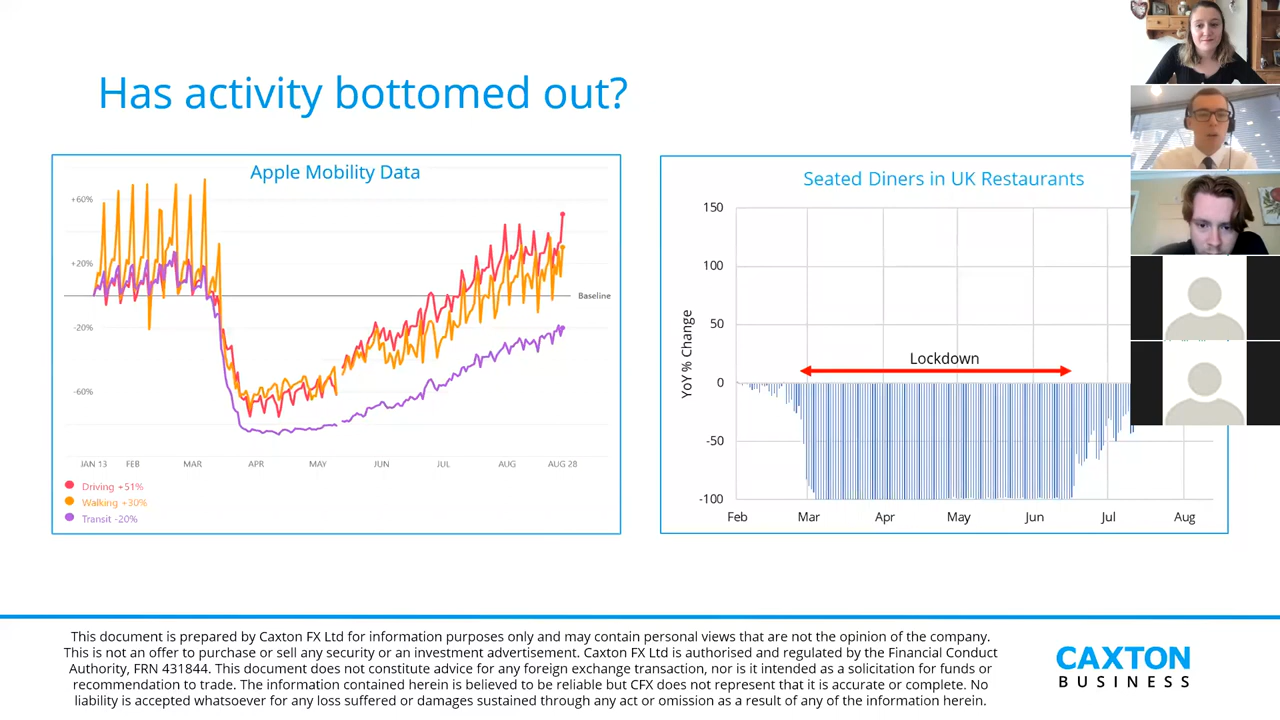 Has activity bottomed out?
Apple Mobility Data
+60%
+20%
Baseline
-20%
-60%
JAN 13 FEB MAR APR MAY JUN JUL AUG AUG 28
Driving +51%
Walking +30%
Transit -20%
Seated Diners in UK Restaurants
YoY % Change
150
100
50
0
-50
-100
Lockdown
Feb Mar Apr May Jun Jul Aug
This document is prepared by Caxton FX Ltd for information purposes only and may contain personal views that are not the opinion of the company.
This is not an offer to purchase or sell any security or an investment advertisement. Caxton FX Ltd is authorised and regulated by the Financial Conduct
Authority, FRN 431844. This document does not constitute advice for any foreign exchange transaction, nor is it intended as a solicitation for funds or
recommendation to trade. The information contained herein is believed to be reliable but CFX does not represent that it is accurate or complete. No
liability is accepted whatsoever for any loss suffered or damages sustained through any act or omission as a result of any of the information herein.
CAXTON
BUSINESS